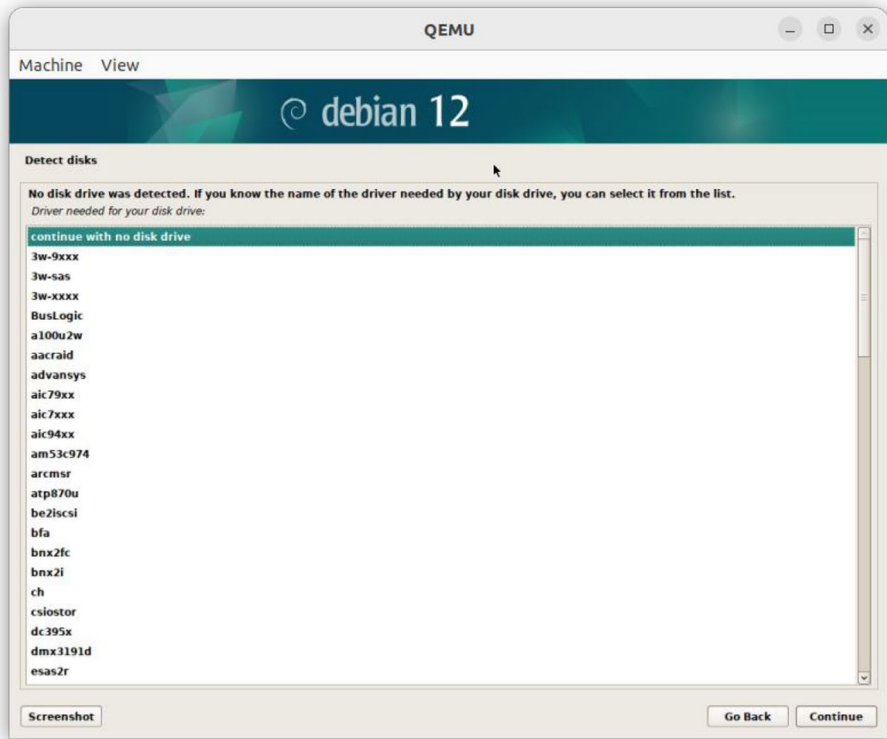 QEMU
Machine View
debian 12
Detect disks
No disk drive was detected. If you know the name of the driver needed by your disk drive, you can select it from the list.
Driver needed for your disk drive:
continue with no disk drive
3w-9xxx
3w-sas
3w-xxxx
BusLogic
a100u2w
aacraid
advansys
aic79xx
aic7xxx
aic94xx
am53c974
arcmsr
atp870u
be2iscsi
bfa
bnx2fc
bnx2i
ch
csiostor
dc395x
dmx3191d
esas2r
Screenshot Go Back Continue